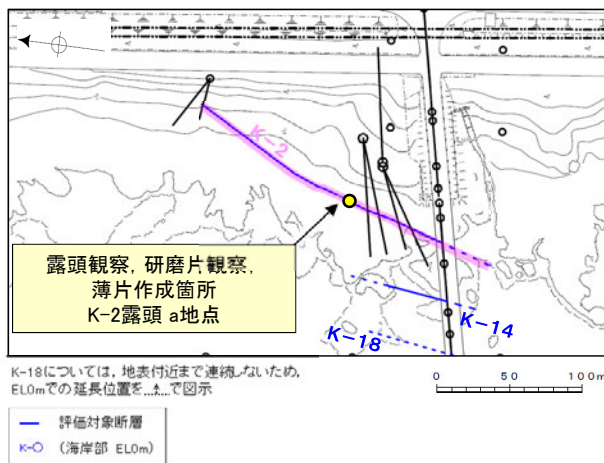 K-2
露頭観察，研磨片観察，
薄片作成箇所
K-2露頭 a地点
K-14
K-18
K-18については，地表付近まで連続しないため，
EL0mでの延長位置を...で図示
0 50 100m
評価対象断層
K-○ (海岸部 EL0m)